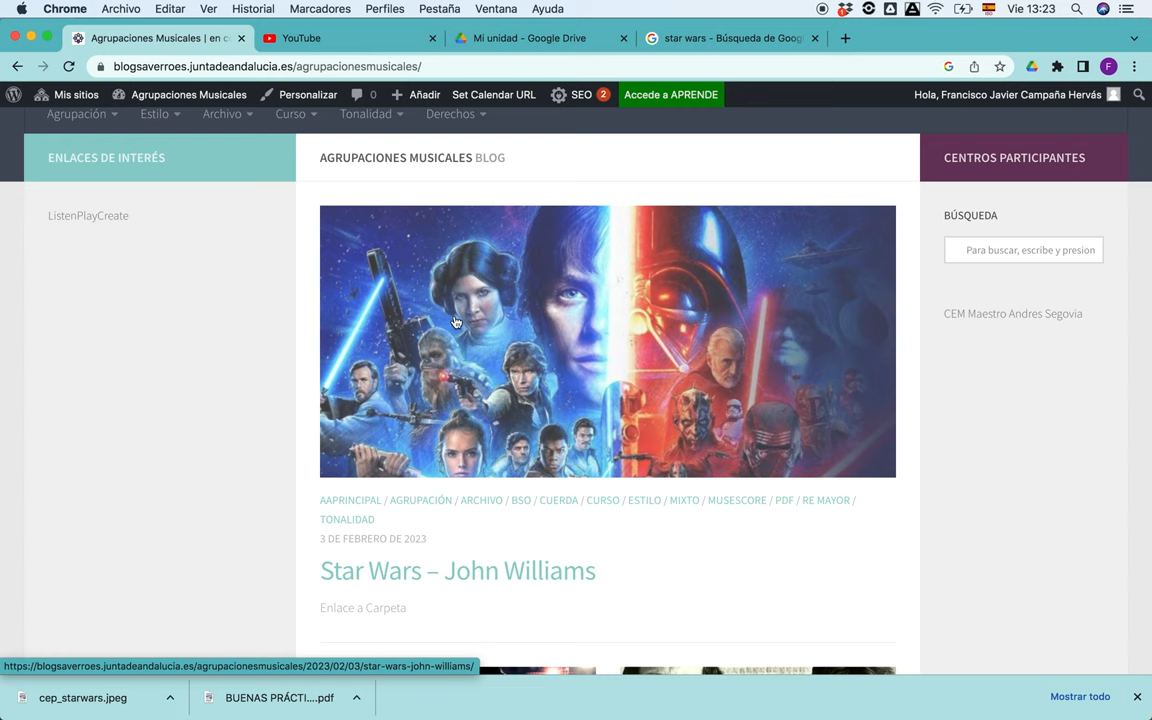 Chrome Archivo Editar Ver Historial Marcadores Perfiles Pestaña Ventana Ayuda Vie 13:23
Agrupaciones Musicales | en co
YouTube
Mi unidad - Google Drive
star wars - Búsqueda de Goog
blogsaverroes.juntadeandalucia.es/agrupacionesmusicales/
Mis sitios Agrupaciones Musicales Personalizar 0 Añadir Set Calendar URL SEO 2 Accede a APRENDE Hola, Francisco Javier Campaña Hervás
Agrupación Estilo Archivo Curso Tonalidad Derechos
ENLACES DE INTERÉS
ListenPlayCreate
AGRUPACIONES MUSICALES BLOG
AAPRINCIPAL / AGRUPACIÓN / ARCHIVO / BSO / CUERDA / CURSO / ESTILO / MIXTO / MUSESCORE / PDF / RE MAYOR /
TONALIDAD
3 DE FEBRERO DE 2023
Star Wars – John Williams
Enlace a Carpeta
CENTROS PARTICIPANTES
BÚSQUEDA
Para buscar, escribe y presion
CEM Maestro Andres Segovia
https://blogsaverroes.juntadeandalucia.es/agrupacionesmusicales/2023/02/03/star-wars-john-williams/
cep_starwars.jpeg
BUENAS PRÁCTI....pdf
Mostrar todo